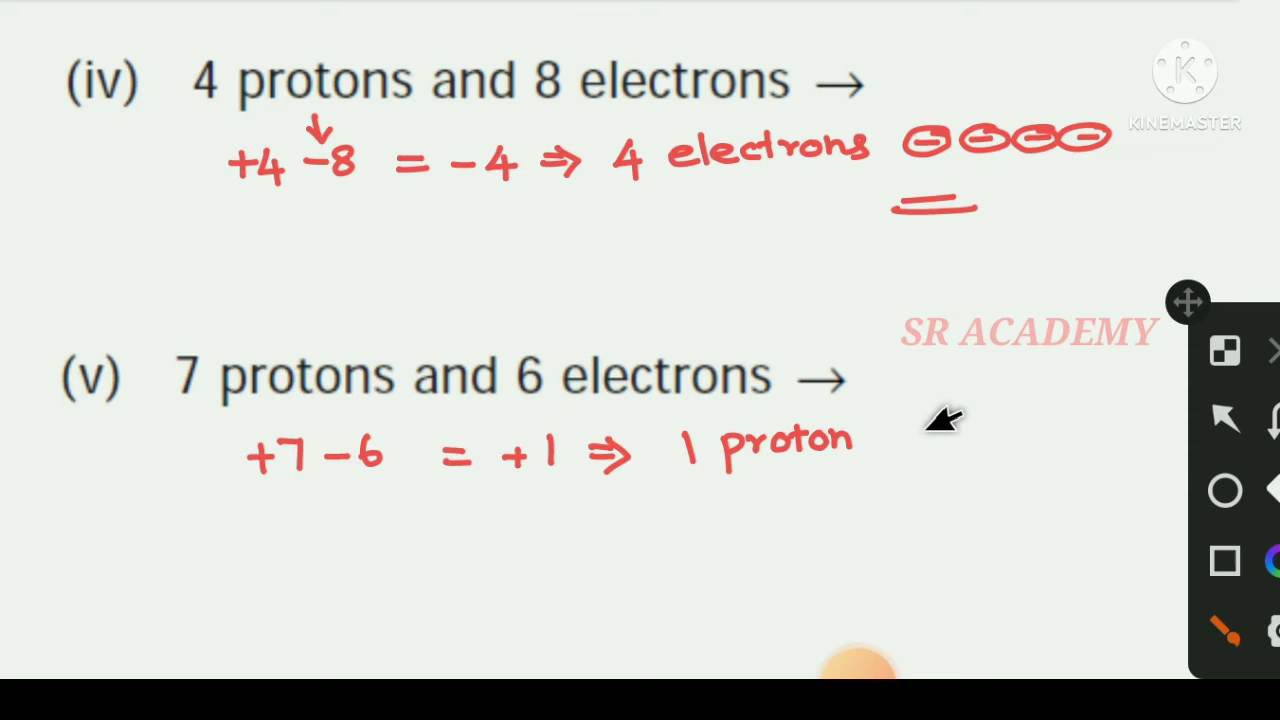 (iv) 4 protons and 8 electrons →
KINEMASTER
↓
+4 -8 = -4 ⇒ 4 electrons ⊖ ⊖ ⊖ ⊖
SR ACADEMY
(v) 7 protons and 6 electrons →
+7 -6 = +1 ⇒ 1 proton